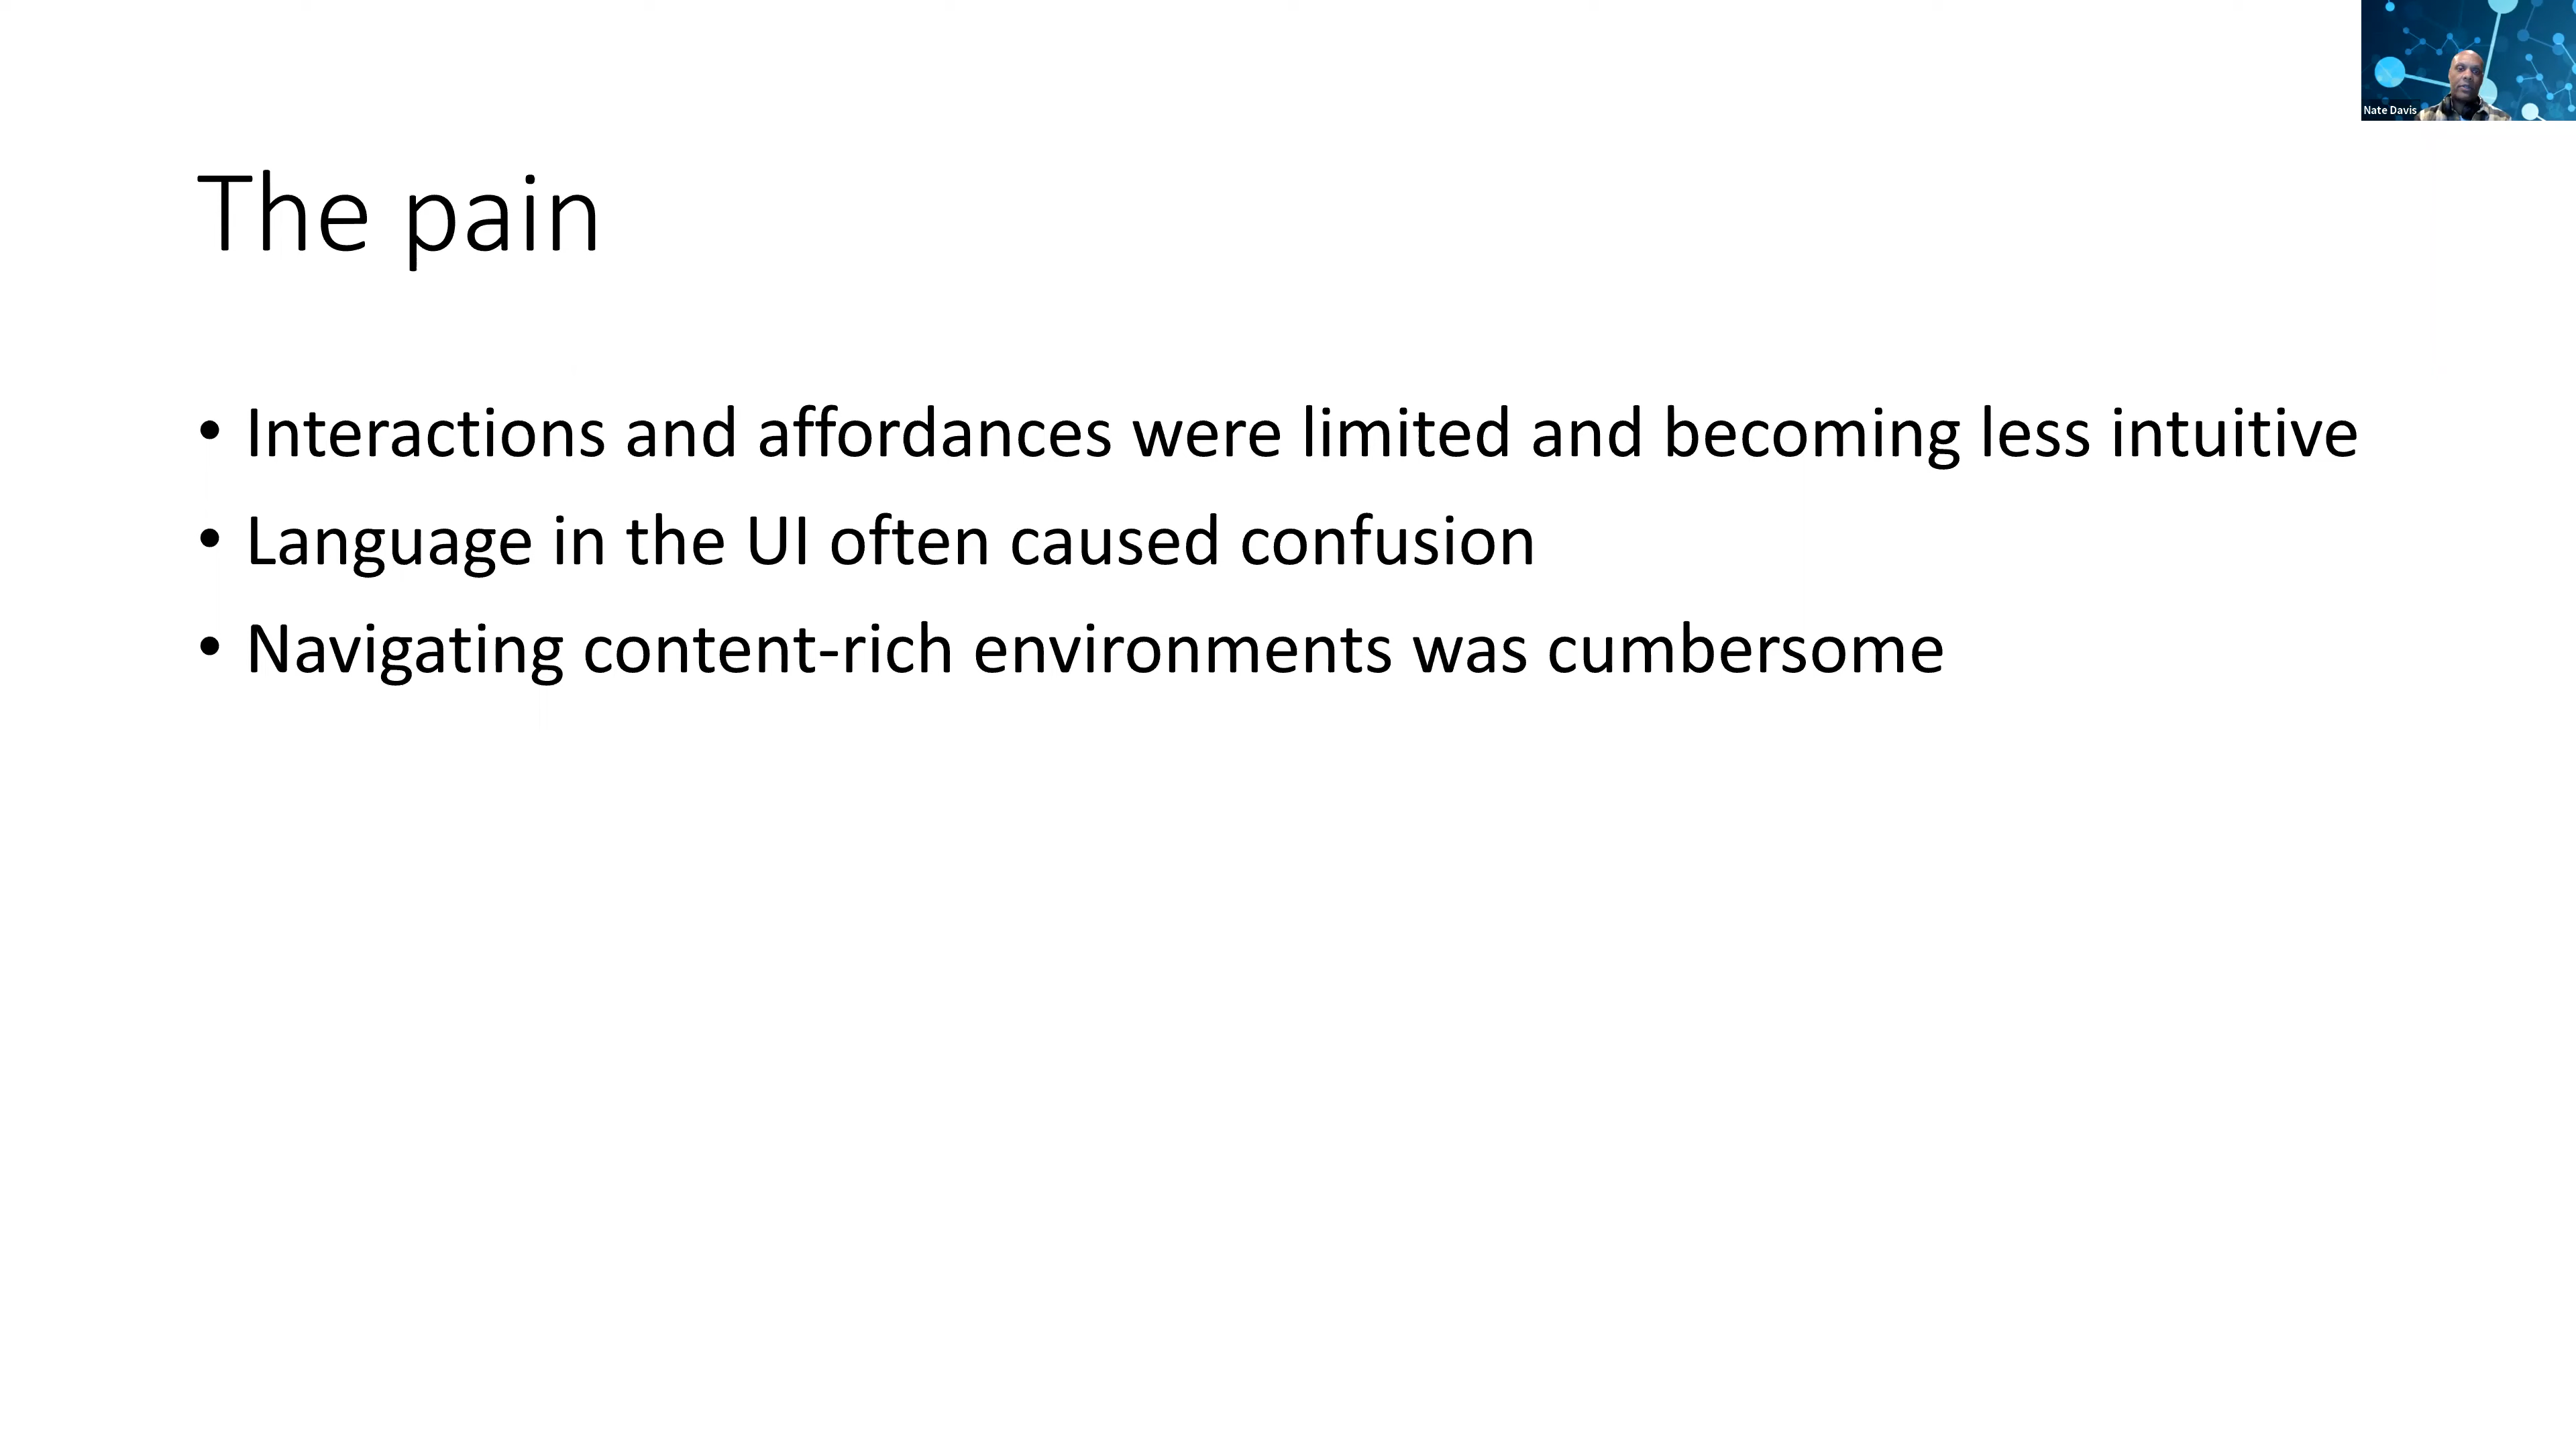 Nate Davis
The pain
• Interactions and affordances were limited and becoming less intuitive
• Language in the UI often caused confusion
• Navigating content-rich environments was cumbersome